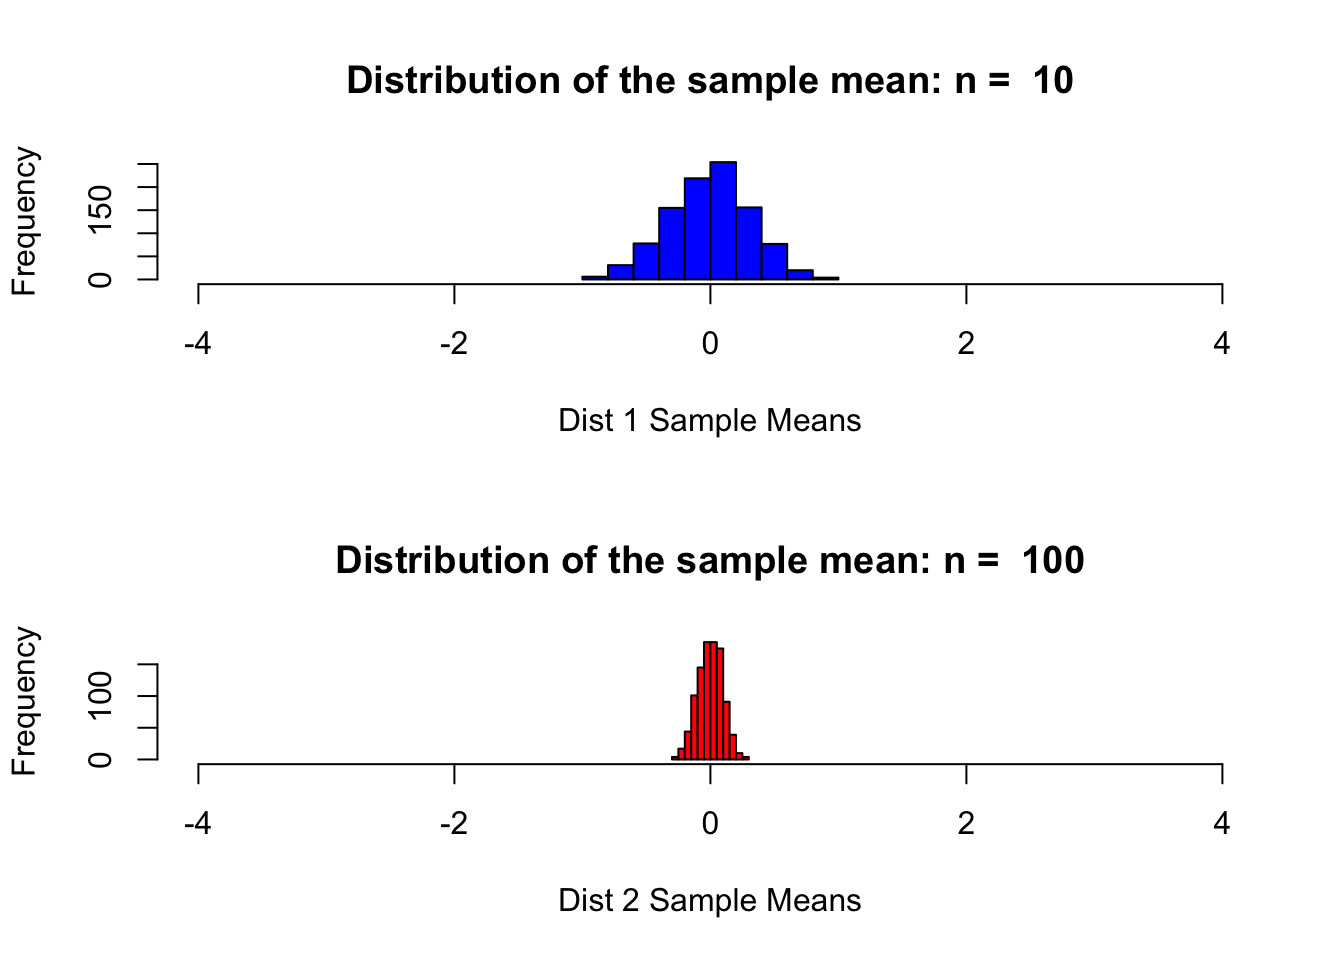 Distribution of the sample mean: n =  10
Frequency
150
0
-4 -2 0 2 4
Dist 1 Sample Means
Distribution of the sample mean: n =  100
Frequency
100
0
-4 -2 0 2 4
Dist 2 Sample Means